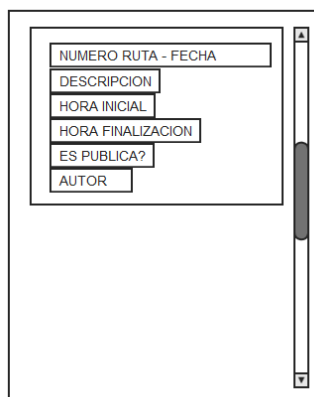 NUMERO RUTA - FECHA
DESCRIPCION
HORA INICIAL
HORA FINALIZACION
ES PUBLICA?
AUTOR